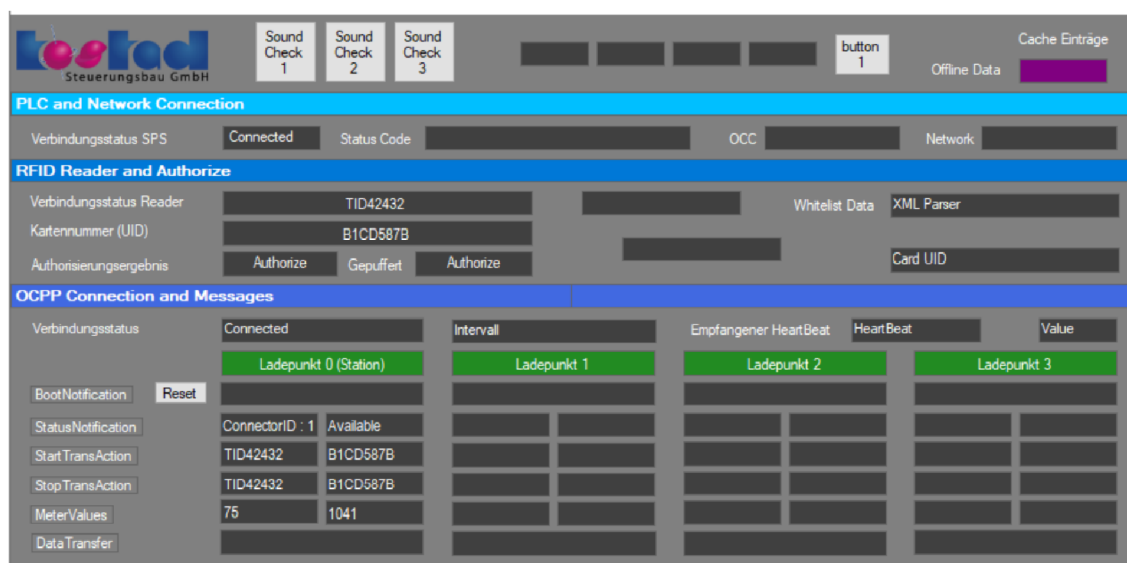 tostad
Steuerungsbau GmbH
Sound Check 1
Sound Check 2
Sound Check 3
button 1
Cache Einträge
Offline Data
PLC and Network Connection
Verbindungsstatus SPS Connected Status Code OCC Network
RFID Reader and Authorize
Verbindungsstatus Reader TID42432 Whitelist Data XML Parser
Kartennummer (UID) B1CD587B
Authorisierungsergebnis Authorize Gepuffert Authorize Card UID
OCPP Connection and Messages
Verbindungsstatus Connected Intervall Empfangener HeartBeat HeartBeat Value
Ladepunkt 0 (Station) Ladepunkt 1 Ladepunkt 2 Ladepunkt 3
BootNotification Reset
StatusNotification ConnectorID : 1 Available
StartTransAction TID42432 B1CD587B
StopTransAction TID42432 B1CD587B
MeterValues 75 1041
DataTransfer